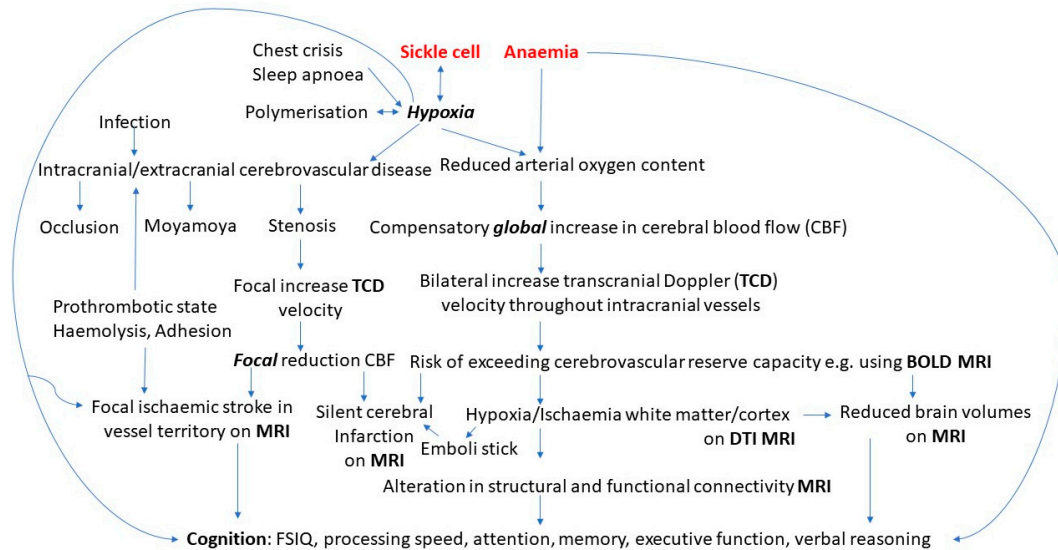 Chest crisis
Sleep apnoea
Sickle cell
Anaemia
Polymerisation
Hypoxia
Infection
Intracranial/extracranial cerebrovascular disease
Reduced arterial oxygen content
Occlusion
Moyamoya
Stenosis
Compensatory global increase in cerebral blood flow (CBF)
Focal increase TCD
velocity
Bilateral increase transcranial Doppler (TCD)
velocity throughout intracranial vessels
Prothrombotic state
Haemolysis, Adhesion
Focal reduction CBF
Risk of exceeding cerebrovascular reserve capacity e.g. using BOLD MRI
Focal ischaemic stroke in
vessel territory on MRI
Silent cerebral
Infarction
on MRI
Emboli stick
Hypoxia/Ischaemia white matter/cortex
on DTI MRI
Reduced brain volumes
on MRI
Alteration in structural and functional connectivity MRI
Cognition: FSIQ, processing speed, attention, memory, executive function, verbal reasoning